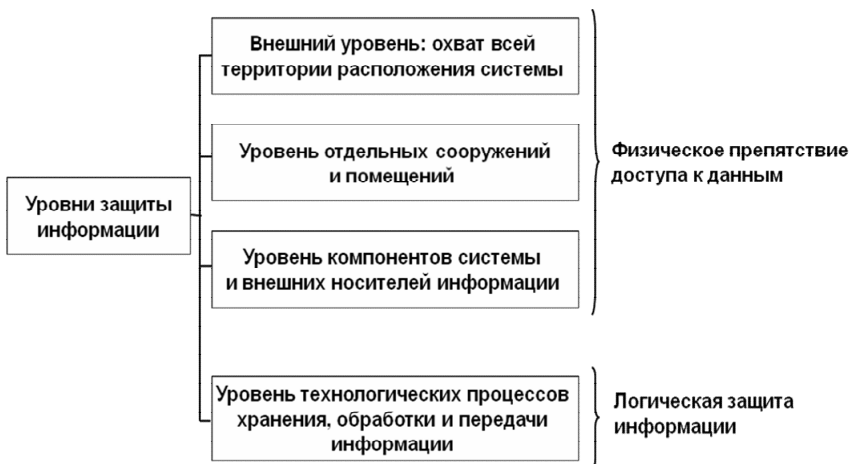 Внешний уровень: охват всей
территории расположения системы
Уровень отдельных сооружений
и помещений
Физическое препятствие
доступа к данным
Уровни защиты
информации
Уровень компонентов системы
и внешних носителей информации
Уровень технологических процессов
хранения, обработки и передачи
информации
Логическая защита
информации